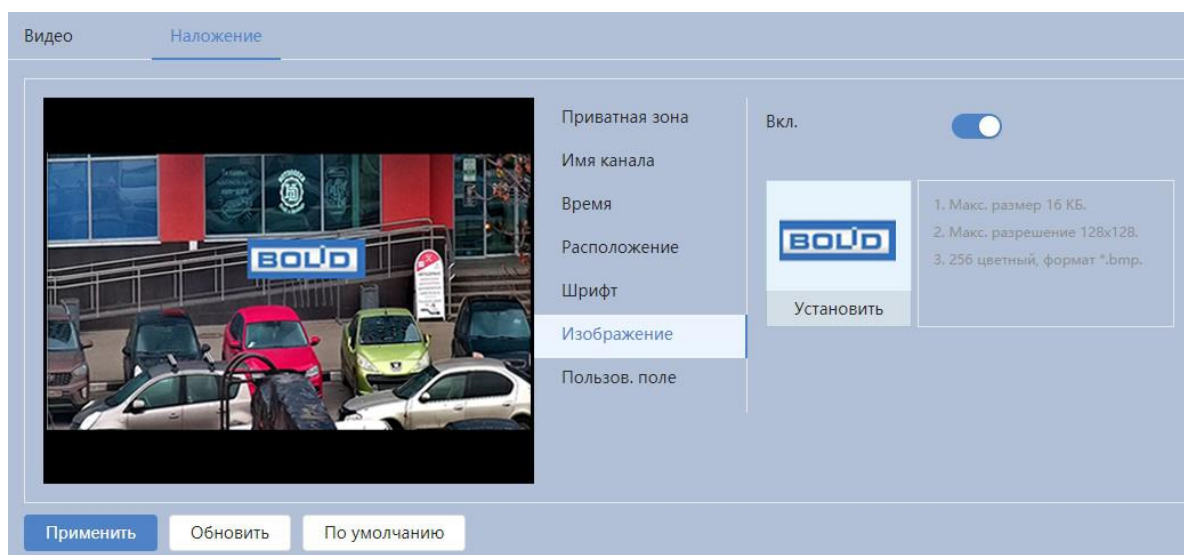 Видео
Наложение
BOLID
Приватная зона
Имя канала
Время
Расположение
Шрифт
Изображение
Пользов. поле
Вкл.
BOLID
Установить
1. Макс. размер 16 КБ.
2. Макс. разрешение 128x128.
3. 256 цветный, формат *.bmp.
Применить
Обновить
По умолчанию